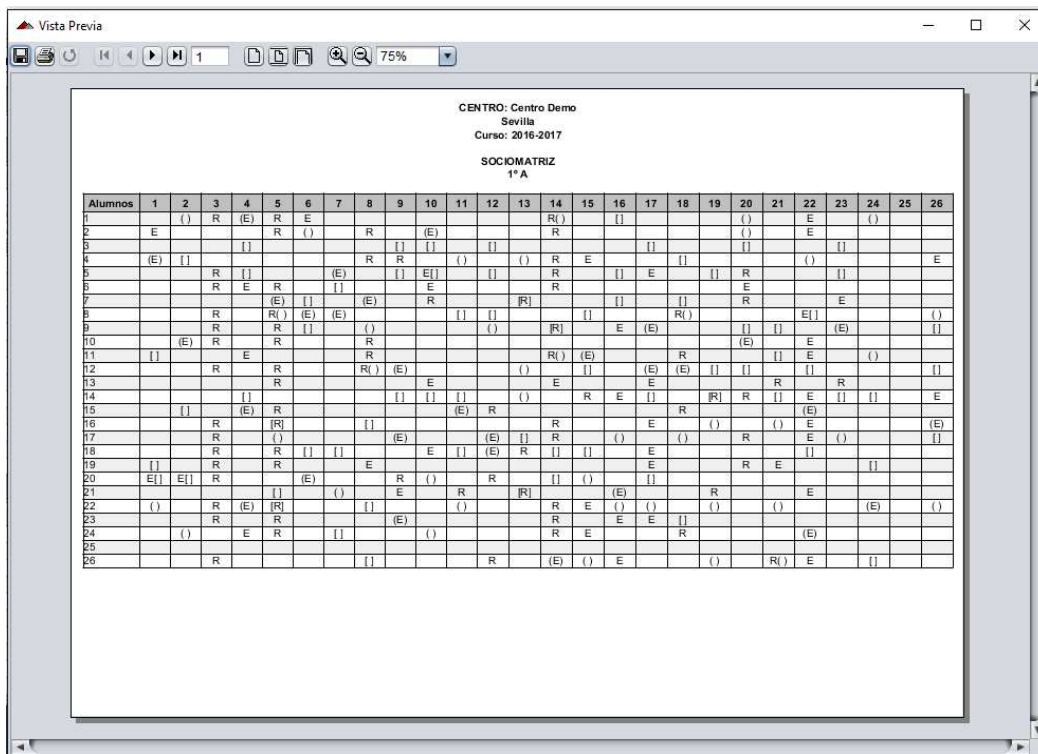 Vista Previa
1 75%
CENTRO: Centro Demo
Sevilla
Curso: 2016-2017
SOCIOMATRIZ
1º A
Alumnos 1 2 3 4 5 6 7 8 9 10 11 12 13 14 15 16 17 18 19 20 21 22 23 24 25 26
1 ( ) R (E) R E R( ) [ ] ( ) E ( )
2 E R ( ) R (E) R ( ) E
3 [ ] [ ] [ ] [ ] [ ] [ ] [ ]
4 (E) [ ] R R ( ) ( ) R E [ ] ( ) E
5 R [ ] (E) [ ] E[ ] [ ] R [ ] E [ ] R [ ]
6 R E R [ ] E R E
7 (E) [ ] (E) R [R] [ ] [ ] R E
8 R R( ) (E) (E) [ ] [ ] [ ] R( ) E[ ] ( )
9 R R [ ] ( ) ( ) [R] E (E) [ ] [ ] (E) [ ]
10 (E) R R R (E) E
11 [ ] E R R( ) (E) R [ ] E ( )
12 R R R( ) (E) ( ) [ ] (E) (E) [ ] [ ] [ ] [ ]
13 R E E E R R
14 [ ] [ ] [ ] [ ] ( ) R E [ ] [R] R [ ] E [ ] [ ] E
15 [ ] (E) R (E) R R (E)
16 R [R] [ ] R E ( ) ( ) E (E)
17 R ( ) (E) (E) [ ] R ( ) ( ) R E ( ) [ ]
18 R R [ ] [ ] E [ ] (E) R [ ] [ ] E [ ]
19 [ ] R R E E R E [ ]
20 E[ ] E[ ] R (E) R ( ) R [ ] ( ) [ ]
21 [ ] ( ) E R [R] (E) R E
22 ( ) R (E) [R] [ ] ( ) R E ( ) ( ) ( ) ( ) (E) ( )
23 R R (E) R E E [ ]
24 ( ) E R [ ] ( ) R E R (E)
25
26 R [ ] R (E) ( ) E ( ) R( ) E [ ]